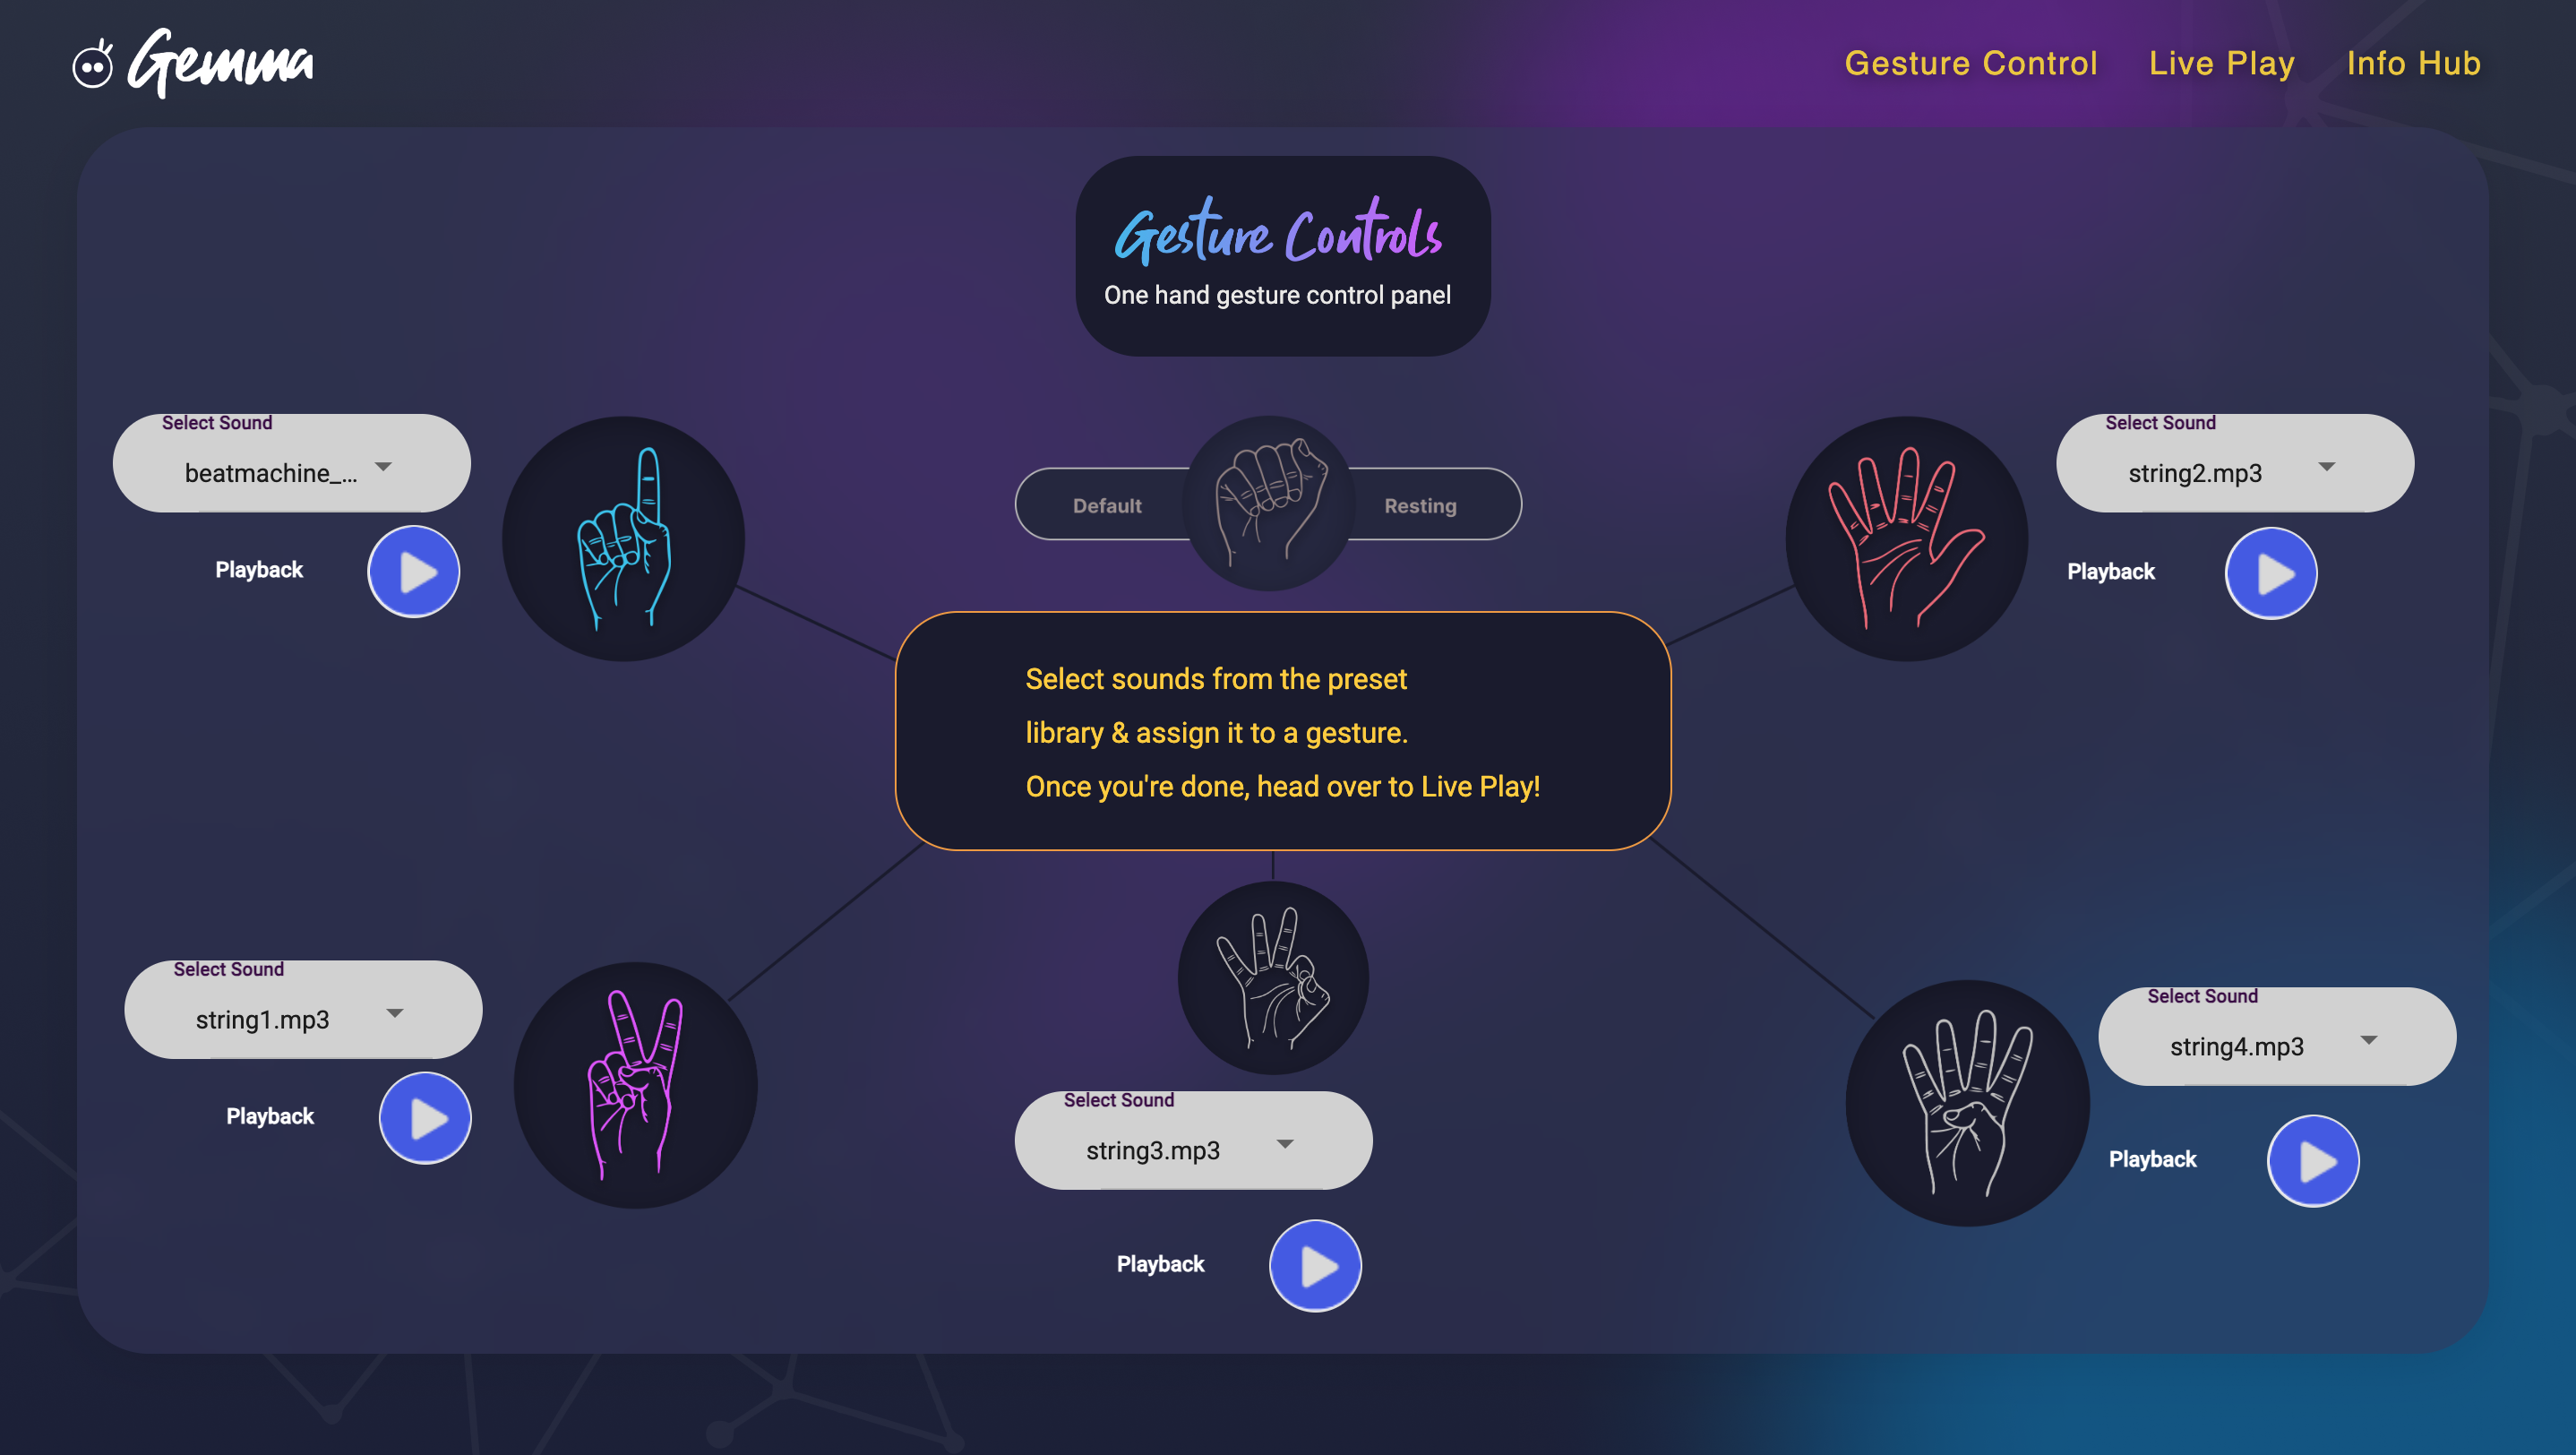 Gemma
Gesture Control
Live Play
Info Hub
Gesture Controls
One hand gesture control panel
Select Sound
beatmachine_...
Playback
Default
Resting
Select Sound
string2.mp3
Playback
Select sounds from the preset
library & assign it to a gesture.
Once you're done, head over to Live Play!
Select Sound
string1.mp3
Playback
Select Sound
string3.mp3
Playback
Select Sound
string4.mp3
Playback